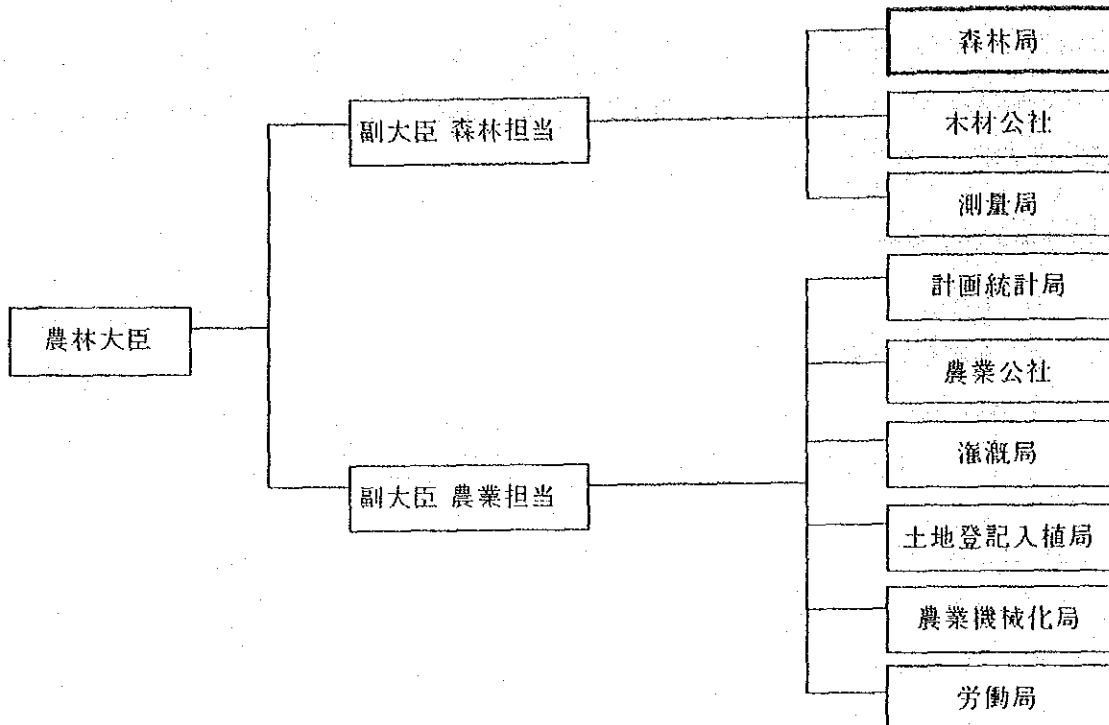 農林大臣
副大臣 森林担当
森林局
木材公社
測量局
副大臣 農業担当
計画統計局
農業公社
潅漑局
土地登記入植局
農業機械化局
労働局